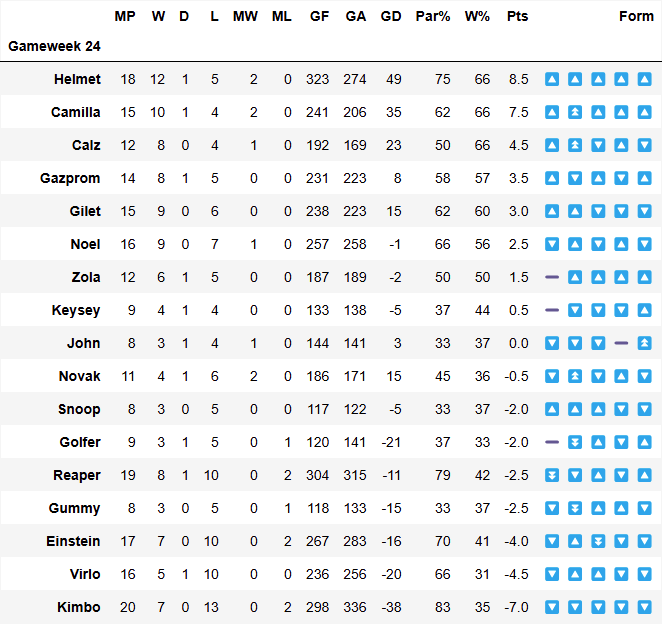 MP W D L MW ML GF GA GD Par% W% Pts Form
Gameweek 24
Helmet 18 12 1 5 2 0 323 274 49 75 66 8.5 🔼 🔼 🔼 🔼 🔼
Camilla 15 10 1 4 2 0 241 206 35 62 66 7.5 🔼 ⏫ 🔼 🔼 🔼
Calz 12 8 0 4 1 0 192 169 23 50 66 4.5 🔼 ⏫ 🔽 🔼 🔽
Gazprom 14 8 1 5 0 0 231 223 8 58 57 3.5 🔼 🔽 🔼 🔽 🔼
Gilet 15 9 0 6 0 0 238 223 15 62 60 3.0 🔼 🔼 🔽 🔽 🔽
Noel 16 9 0 7 1 0 257 258 -1 66 56 2.5 🔽 🔼 🔽 🔼 🔽
Zola 12 6 1 5 0 0 187 189 -2 50 50 1.5 ➖ 🔼 🔼 🔼 🔼
Keysey 9 4 1 4 0 0 133 138 -5 37 44 0.5 ➖ 🔽 🔽 🔽 🔼
John 8 3 1 4 1 0 144 141 3 33 37 0.0 🔽 🔽 🔽 ➖ ⏫
Novak 11 4 1 6 2 0 186 171 15 45 36 -0.5 🔽 ⏫ 🔽 🔼 🔽
Snoop 8 3 0 5 0 0 117 122 -5 33 37 -2.0 🔼 🔼 🔼 🔽 🔽
Golfer 9 3 1 5 0 1 120 141 -21 37 33 -2.0 ➖ ⏬ 🔼 🔽 🔼
Reaper 19 8 1 10 0 2 304 315 -11 79 42 -2.5 ⏬ 🔽 🔼 🔽 🔼
Gummy 8 3 0 5 0 1 118 133 -15 33 37 -2.5 🔽 ⏬ 🔼 🔼 🔽
Einstein 17 7 0 10 0 2 267 283 -16 70 41 -4.0 🔽 🔼 ⏬ 🔽 🔽
Virlo 16 5 1 10 0 0 236 256 -20 66 31 -4.5 🔽 🔼 🔼 🔽 🔽
Kimbo 20 7 0 13 0 2 298 336 -38 83 35 -7.0 🔽 🔽 🔽 🔽 🔽